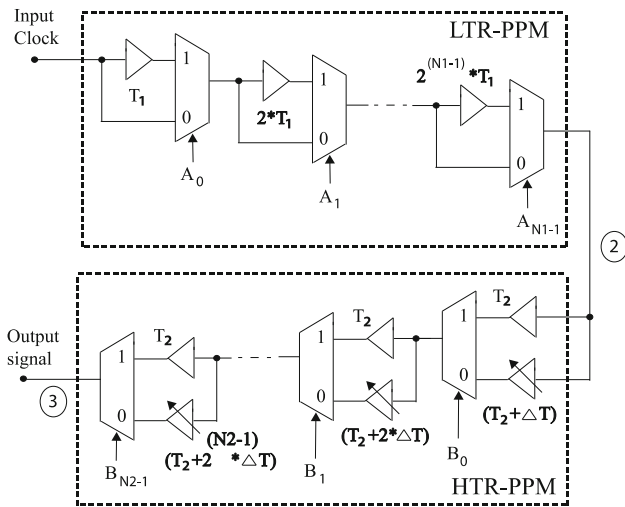 Input
Clock
LTR-PPM
1
T1
0
A0
1
2*T1
0
A1
2^(N1-1)*T1
1
0
AN1-1
2
Output
signal
3
1
T2
0
(N2-1)
(T2+2 *△T)
BN2-1
1
T2
0
(T2+2*△T)
B1
1
T2
0
(T2+△T)
B0
HTR-PPM